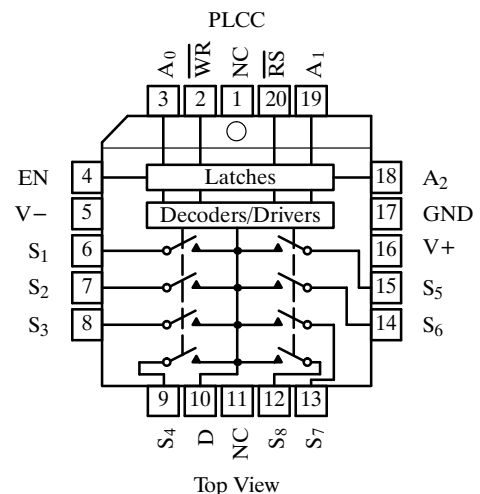 PLCC
A0 WR NC RS A1
3 2 1 20 19
EN 4 Latches 18 A2
V− 5 Decoders/Drivers 17 GND
S1 6 16 V+
S2 7 15 S5
S3 8 14 S6
9 10 11 12 13
S4 D NC S8 S7
Top View